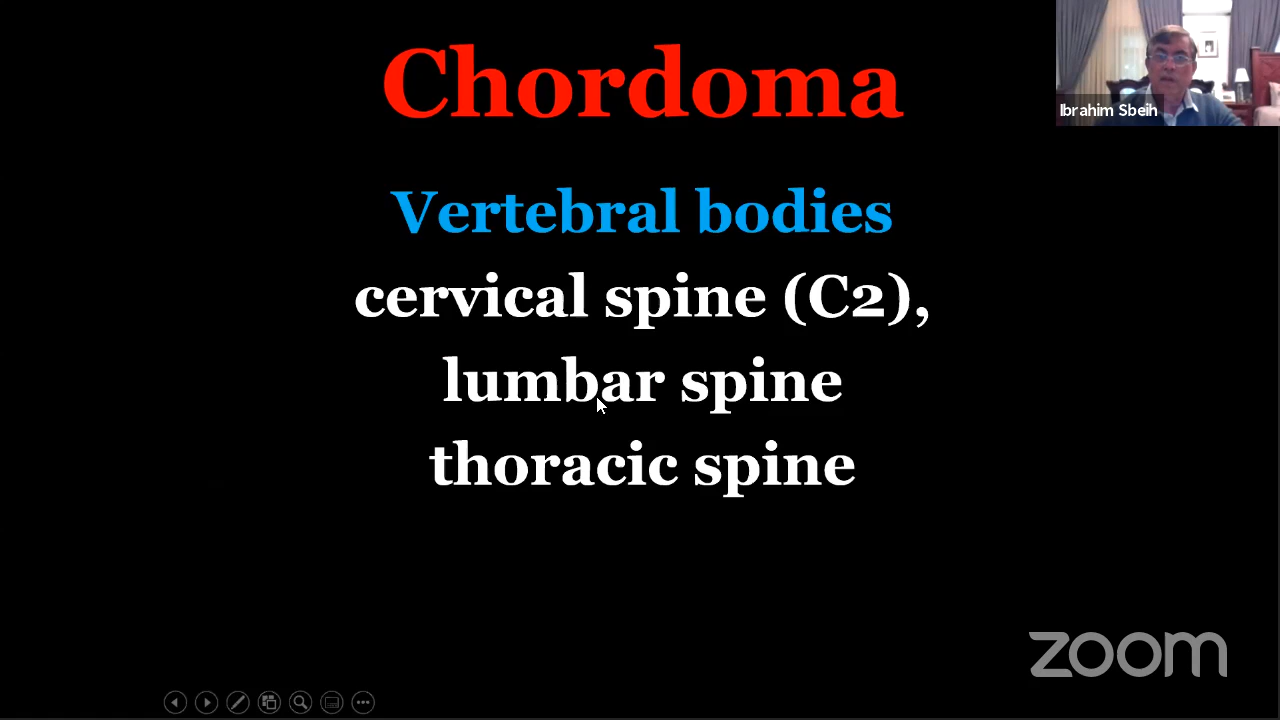 Chordoma
Ibrahim Sbeih
Vertebral bodies
cervical spine (C2),
lumbar spine
thoracic spine
zoom